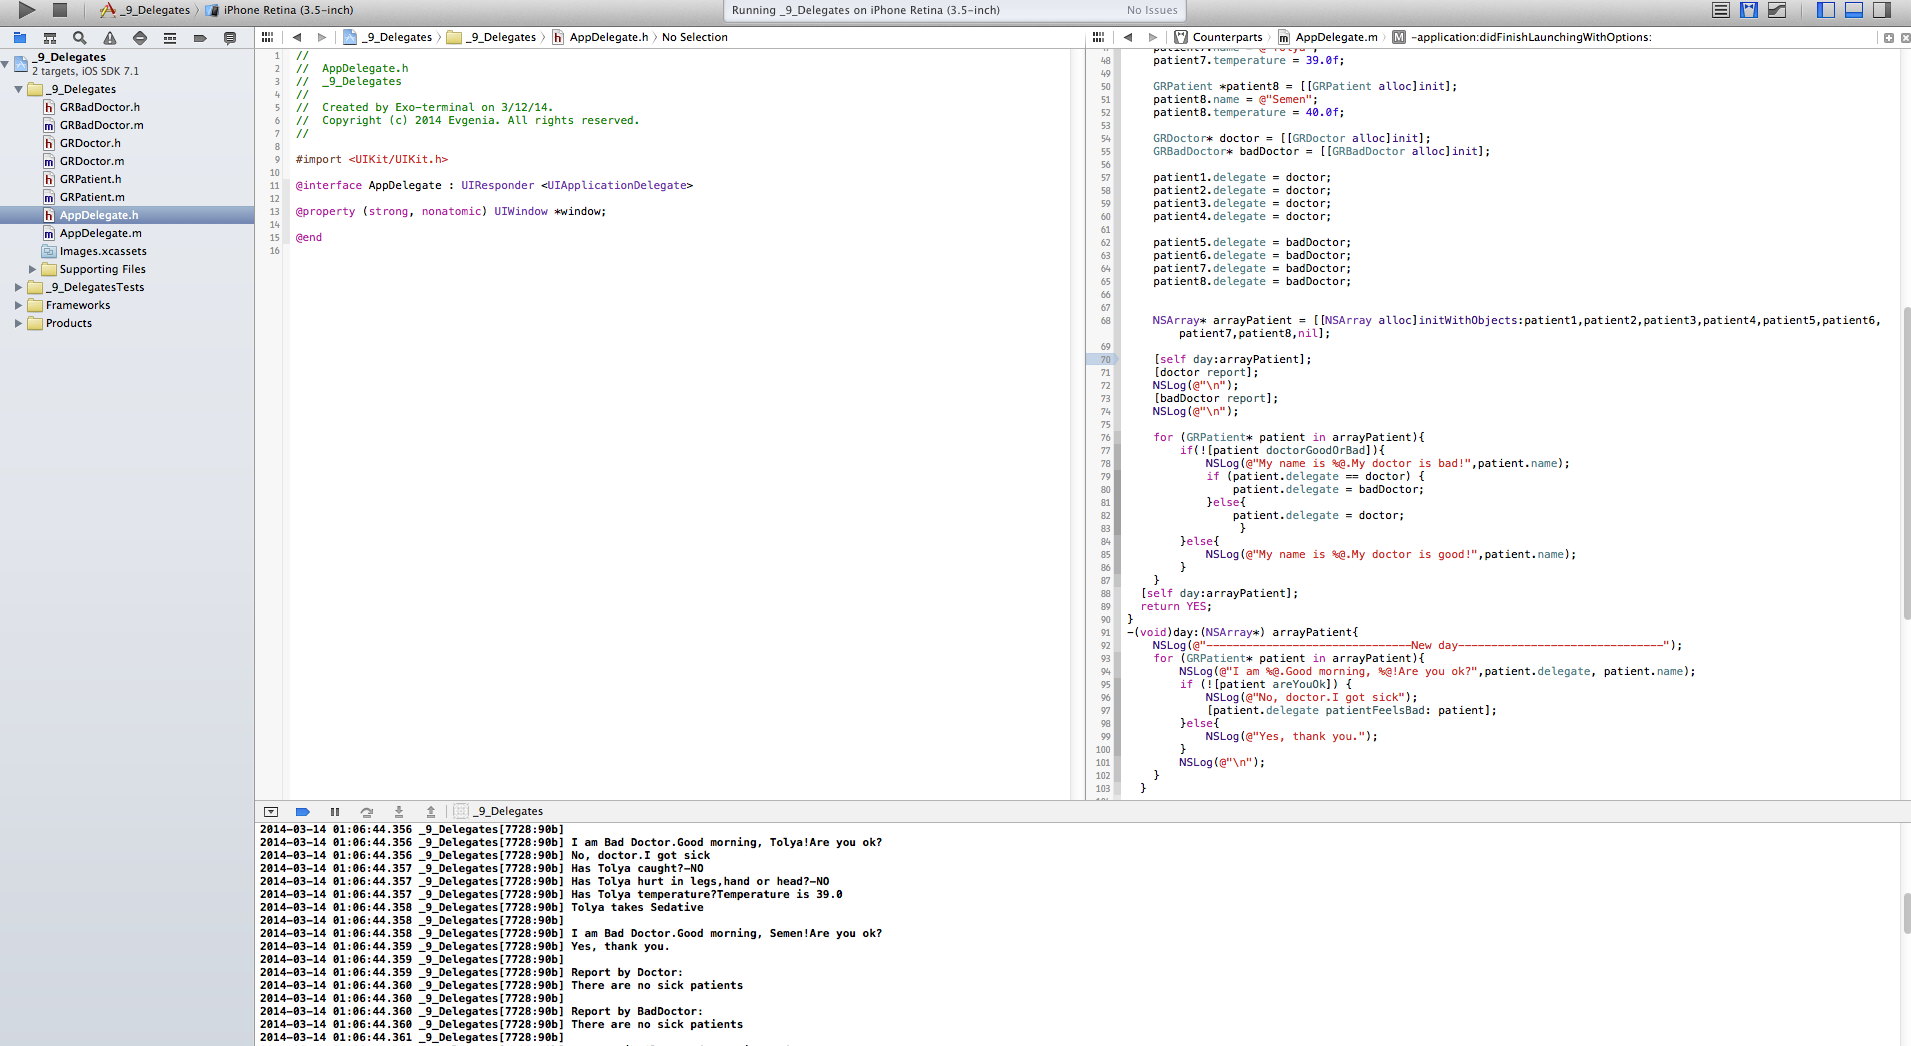 _9_Delegates
iPhone Retina (3.5-inch)
Running _9_Delegates on iPhone Retina (3.5-inch)
No Issues
_9_Delegates
2 targets, iOS SDK 7.1
_9_Delegates
GRBadDoctor.h
GRBadDoctor.m
GRDoctor.h
GRDoctor.m
GRPatient.h
GRPatient.m
AppDelegate.h
AppDelegate.m
Images.xcassets
Supporting Files
_9_DelegatesTests
Frameworks
Products
_9_Delegates
_9_Delegates
AppDelegate.h
No Selection
1 //
2 //  AppDelegate.h
3 //  _9_Delegates
4 //
5 //  Created by Exo-terminal on 3/12/14.
6 //  Copyright (c) 2014 Evgenia. All rights reserved.
7 //
8
9 #import <UIKit/UIKit.h>
10
11 @interface AppDelegate : UIResponder <UIApplicationDelegate>
12
13 @property (strong, nonatomic) UIWindow *window;
14
15 @end
16
Counterparts
AppDelegate.m
M -application:didFinishLaunchingWithOptions:
48 patient7.temperature = 39.0f;
49
50 GRPatient *patient8 = [[GRPatient alloc]init];
51 patient8.name = @"Semen";
52 patient8.temperature = 40.0f;
53
54 GRDoctor* doctor = [[GRDoctor alloc]init];
55 GRBadDoctor* badDoctor = [[GRBadDoctor alloc]init];
56
57 patient1.delegate = doctor;
58 patient2.delegate = doctor;
59 patient3.delegate = doctor;
60 patient4.delegate = doctor;
61
62 patient5.delegate = badDoctor;
63 patient6.delegate = badDoctor;
64 patient7.delegate = badDoctor;
65 patient8.delegate = badDoctor;
66
67
68 NSArray* arrayPatient = [[NSArray alloc]initWithObjects:patient1,patient2,patient3,patient4,patient5,patient6,
patient7,patient8,nil];
69
70 [self day:arrayPatient];
71 [doctor report];
72 NSLog(@"\n");
73 [badDoctor report];
74 NSLog(@"\n");
75
76 for (GRPatient* patient in arrayPatient){
77 if(![patient doctorGoodOrBad]){
78 NSLog(@"My name is %@.My doctor is bad!",patient.name);
79 if (patient.delegate == doctor) {
80 patient.delegate = badDoctor;
81 }else{
82 patient.delegate = doctor;
83 }
84 }else{
85 NSLog(@"My name is %@.My doctor is good!",patient.name);
86 }
87 }
88 [self day:arrayPatient];
89 return YES;
90 }
91 -(void)day:(NSArray*) arrayPatient{
92 NSLog(@"-------------------------------New day-------------------------------");
93 for (GRPatient* patient in arrayPatient){
94 NSLog(@"I am %@.Good morning, %@!Are you ok?",patient.delegate, patient.name);
95 if (![patient areYouOk]) {
96 NSLog(@"No, doctor.I got sick");
97 [patient.delegate patientFeelsBad: patient];
98 }else{
99 NSLog(@"Yes, thank you.");
100 }
101 NSLog(@"\n");
102 }
103 }
_9_Delegates
2014-03-14 01:06:44.356 _9_Delegates[7728:90b]
2014-03-14 01:06:44.356 _9_Delegates[7728:90b] I am Bad Doctor.Good morning, Tolya!Are you ok?
2014-03-14 01:06:44.356 _9_Delegates[7728:90b] No, doctor.I got sick
2014-03-14 01:06:44.357 _9_Delegates[7728:90b] Has Tolya caught?-NO
2014-03-14 01:06:44.357 _9_Delegates[7728:90b] Has Tolya hurt in legs,hand or head?-NO
2014-03-14 01:06:44.357 _9_Delegates[7728:90b] Has Tolya temperature?Temperature is 39.0
2014-03-14 01:06:44.358 _9_Delegates[7728:90b] Tolya takes Sedative
2014-03-14 01:06:44.358 _9_Delegates[7728:90b]
2014-03-14 01:06:44.358 _9_Delegates[7728:90b] I am Bad Doctor.Good morning, Semen!Are you ok?
2014-03-14 01:06:44.359 _9_Delegates[7728:90b] Yes, thank you.
2014-03-14 01:06:44.359 _9_Delegates[7728:90b]
2014-03-14 01:06:44.359 _9_Delegates[7728:90b] Report by Doctor:
2014-03-14 01:06:44.360 _9_Delegates[7728:90b] There are no sick patients
2014-03-14 01:06:44.360 _9_Delegates[7728:90b]
2014-03-14 01:06:44.360 _9_Delegates[7728:90b] Report by BadDoctor:
2014-03-14 01:06:44.360 _9_Delegates[7728:90b] There are no sick patients
2014-03-14 01:06:44.361 _9_Delegates[7728:90b]